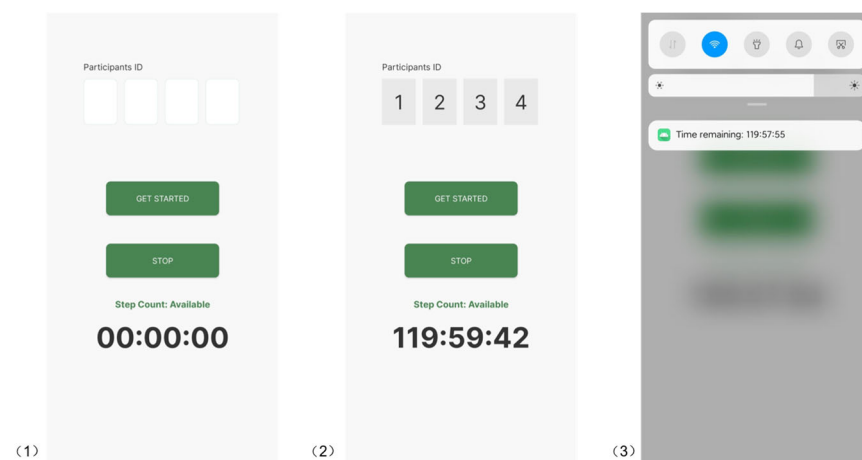 Participants ID
GET STARTED
STOP
Step Count: Available
00:00:00
(1)
Participants ID
1 2 3 4
GET STARTED
STOP
Step Count: Available
119:59:42
(2)
Time remaining: 119:57:55
(3)